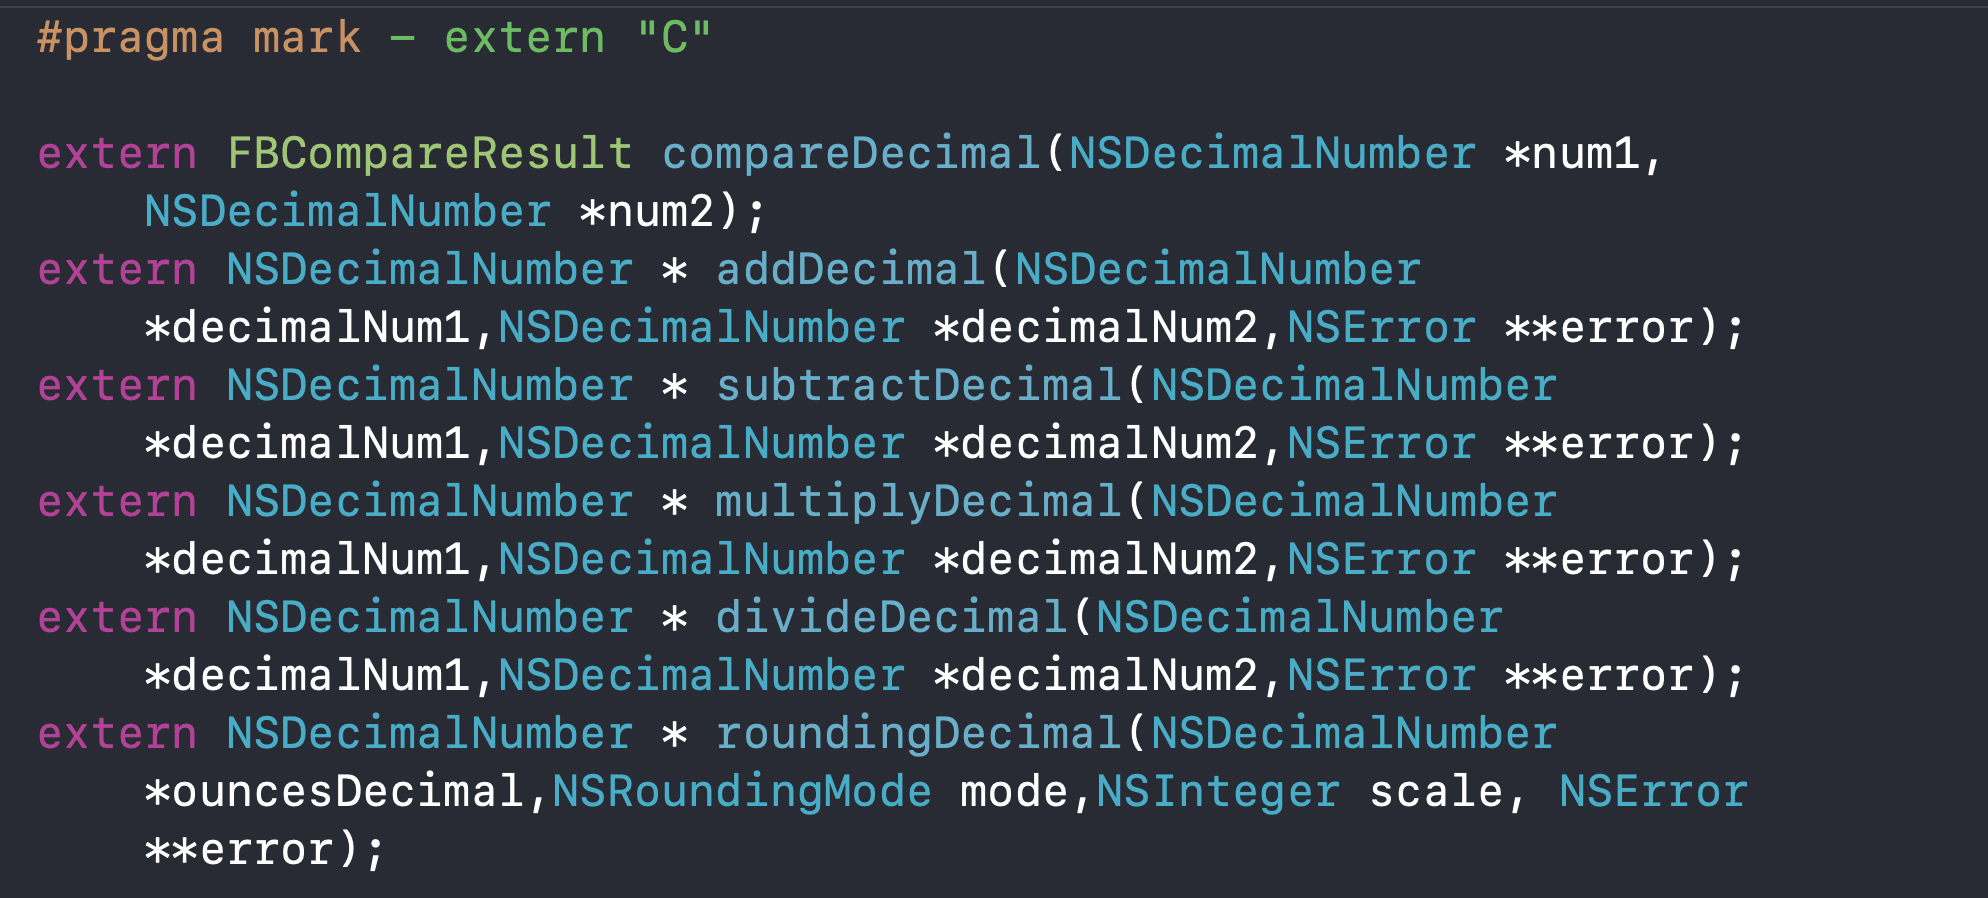 #pragma mark – extern "C"
extern FBCompareResult compareDecimal(NSDecimalNumber *num1,
NSDecimalNumber *num2);
extern NSDecimalNumber * addDecimal(NSDecimalNumber
*decimalNum1,NSDecimalNumber *decimalNum2,NSError **error);
extern NSDecimalNumber * subtractDecimal(NSDecimalNumber
*decimalNum1,NSDecimalNumber *decimalNum2,NSError **error);
extern NSDecimalNumber * multiplyDecimal(NSDecimalNumber
*decimalNum1,NSDecimalNumber *decimalNum2,NSError **error);
extern NSDecimalNumber * divideDecimal(NSDecimalNumber
*decimalNum1,NSDecimalNumber *decimalNum2,NSError **error);
extern NSDecimalNumber * roundingDecimal(NSDecimalNumber
*ouncesDecimal,NSRoundingMode mode,NSInteger scale, NSError
**error);